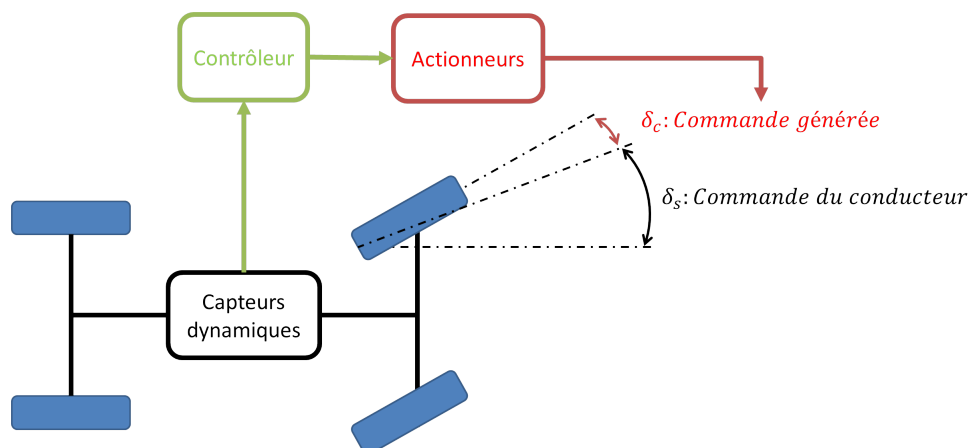 Contrôleur
Actionneurs
δc: Commande générée
δs: Commande du conducteur
Capteurs
dynamiques